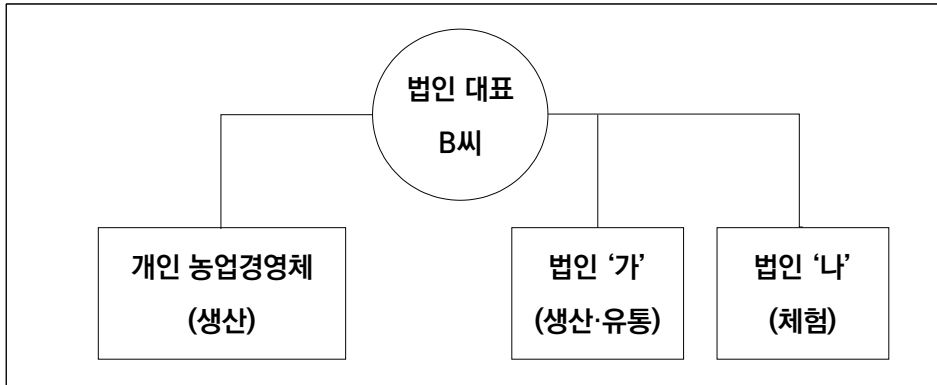 법인 대표
B씨
개인 농업경영체
(생산)
법인 ‘가’
(생산·유통)
법인 ‘나’
(체험)